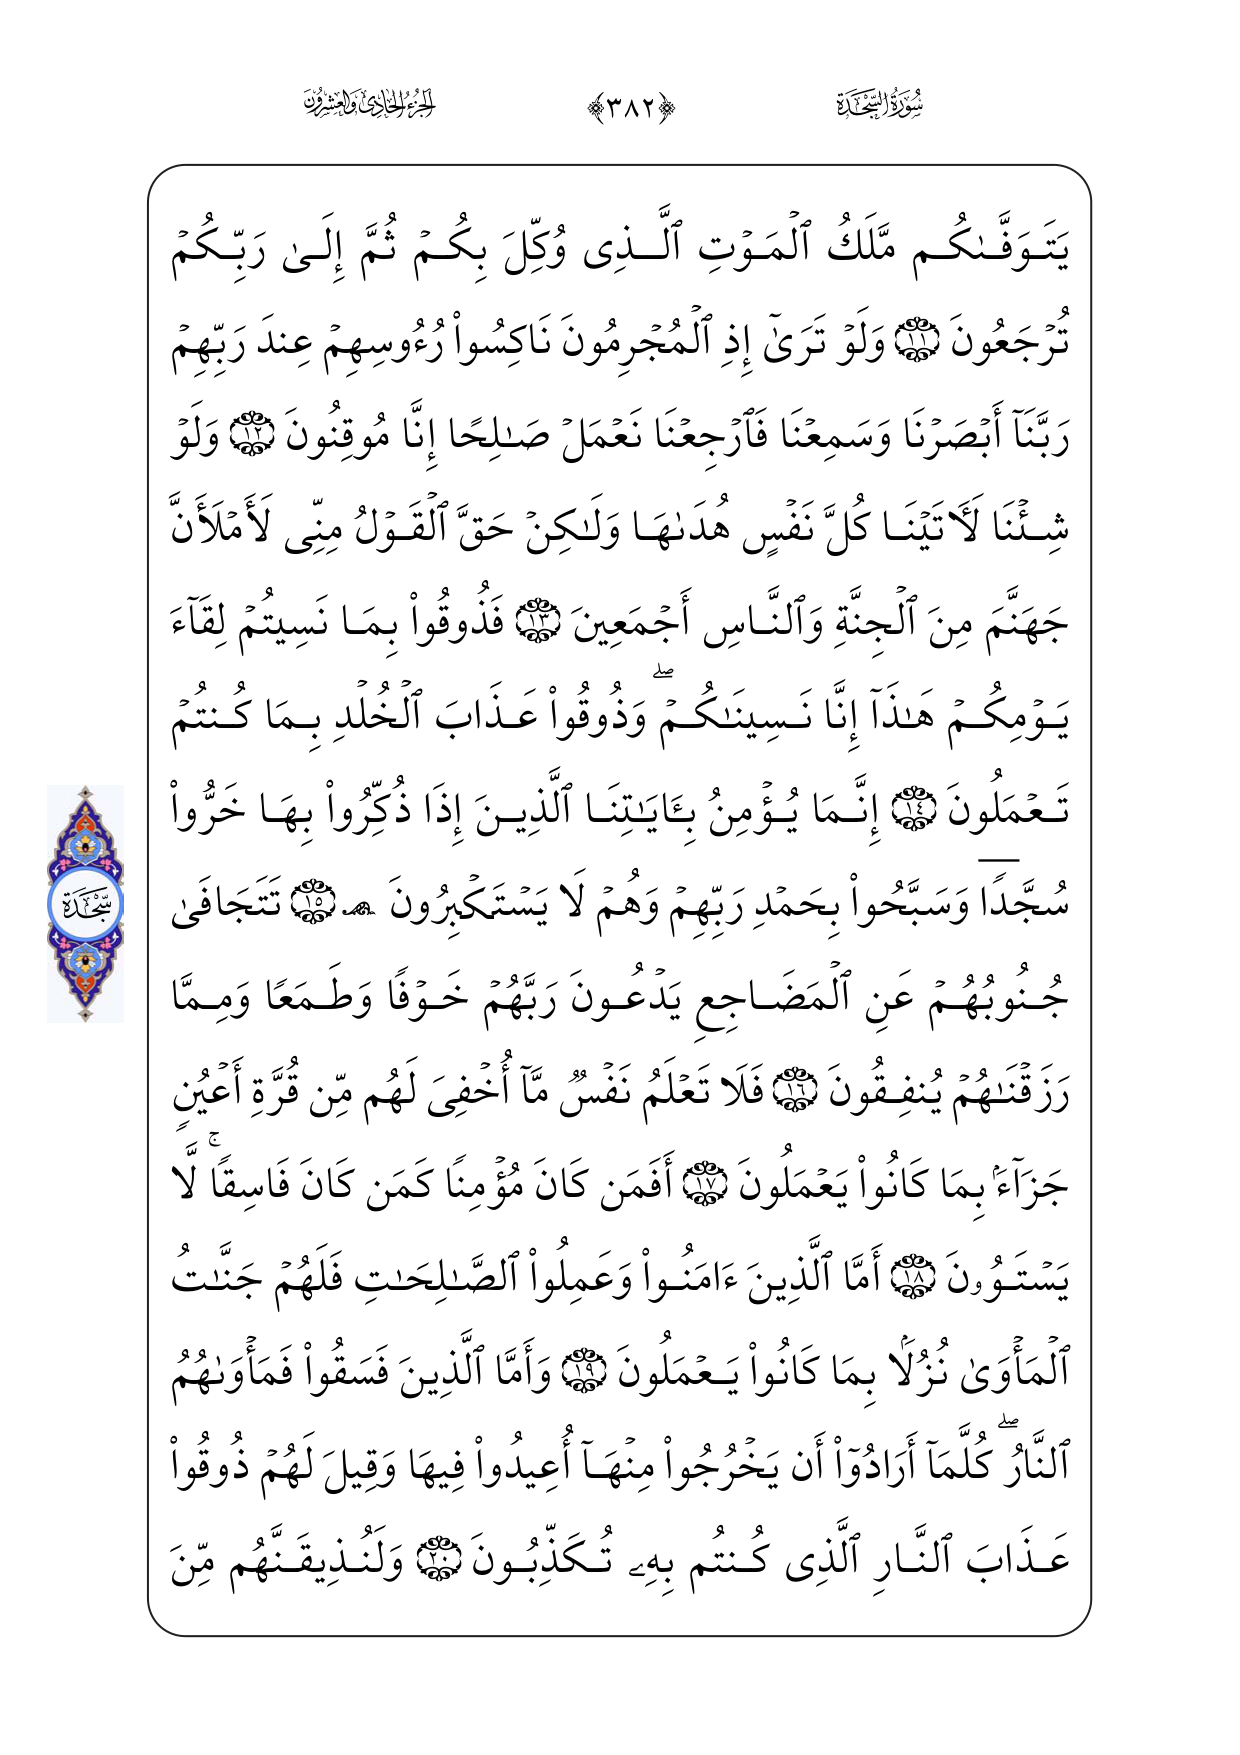 سُورَةُ السَّجۡدَةِ ﴿٣٨٢﴾ الجُزءُ الحَادِي وَالعِشرُونَ
يَتَوَفَّىٰكُم مَّلَكُ ٱلۡمَوۡتِ ٱلَّذِى وُكِّلَ بِكُمۡ ثُمَّ إِلَىٰ رَبِّكُمۡ
تُرۡجَعُونَ ١١ وَلَوۡ تَرَىٰٓ إِذِ ٱلۡمُجۡرِمُونَ نَاكِسُواْ رُءُوسِهِمۡ عِندَ رَبِّهِمۡ
رَبَّنَآ أَبۡصَرۡنَا وَسَمِعۡنَا فَٱرۡجِعۡنَا نَعۡمَلۡ صَٰلِحًا إِنَّا مُوقِنُونَ ١٢ وَلَوۡ
شِئۡنَا لَأٓتَيۡنَا كُلَّ نَفۡسٍ هُدَىٰهَا وَلَٰكِنۡ حَقَّ ٱلۡقَوۡلُ مِنِّى لَأَمۡلَأَنَّ
جَهَنَّمَ مِنَ ٱلۡجِنَّةِ وَٱلنَّاسِ أَجۡمَعِينَ ١٣ فَذُوقُواْ بِمَا نَسِيتُمۡ لِقَآءَ
يَوۡمِكُمۡ هَٰذَآ إِنَّا نَسِينَٰكُمۡۖ وَذُوقُواْ عَذَابَ ٱلۡخُلۡدِ بِمَا كُنتُمۡ
تَعۡمَلُونَ ١٤ إِنَّمَا يُؤۡمِنُ بِـَٔايَٰتِنَا ٱلَّذِينَ إِذَا ذُكِّرُواْ بِهَا خَرُّواْ
سُجَّدٗا وَسَبَّحُواْ بِحَمۡدِ رَبِّهِمۡ وَهُمۡ لَا يَسۡتَكۡبِرُونَ ۩ ١٥ تَتَجَافَىٰ
سَّجۡدَة
جُنُوبُهُمۡ عَنِ ٱلۡمَضَاجِعِ يَدۡعُونَ رَبَّهُمۡ خَوۡفٗا وَطَمَعٗا وَمِمَّا
رَزَقۡنَٰهُمۡ يُنفِقُونَ ١٦ فَلَا تَعۡلَمُ نَفۡسٞ مَّآ أُخۡفِىَ لَهُم مِّن قُرَّةِ أَعۡيُنٖ
جَزَآءَۢ بِمَا كَانُواْ يَعۡمَلُونَ ١٧ أَفَمَن كَانَ مُؤۡمِنٗا كَمَن كَانَ فَاسِقٗاۚ لَّا
يَسۡتَوُۥنَ ١٨ أَمَّا ٱلَّذِينَ ءَامَنُواْ وَعَمِلُواْ ٱلصَّٰلِحَٰتِ فَلَهُمۡ جَنَّٰتُ
ٱلۡمَأۡوَىٰ نُزُلَۢا بِمَا كَانُواْ يَعۡمَلُونَ ١٩ وَأَمَّا ٱلَّذِينَ فَسَقُواْ فَمَأۡوَىٰهُمُ
ٱلنَّارُۖ كُلَّمَآ أَرَادُوٓاْ أَن يَخۡرُجُواْ مِنۡهَآ أُعِيدُواْ فِيهَا وَقِيلَ لَهُمۡ ذُوقُواْ
عَذَابَ ٱلنَّارِ ٱلَّذِى كُنتُم بِهِۦ تُكَذِّبُونَ ٢٠ وَلَنُذِيقَنَّهُم مِّنَ